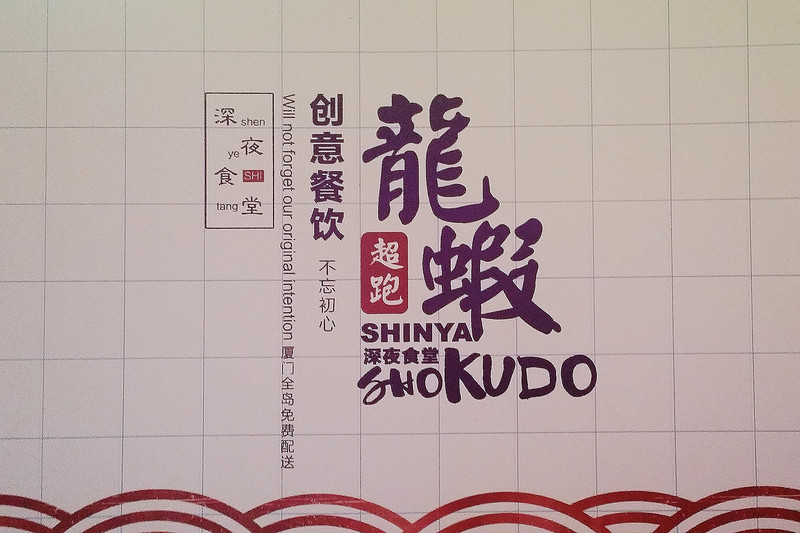 深 shen
ye 夜
食 SHI
tang 堂
Will not forget our original intention 厦门全岛免费配送
创意餐饮
不忘初心
龍蝦
超跑
SHINYA
深夜食堂
SHOKUDO